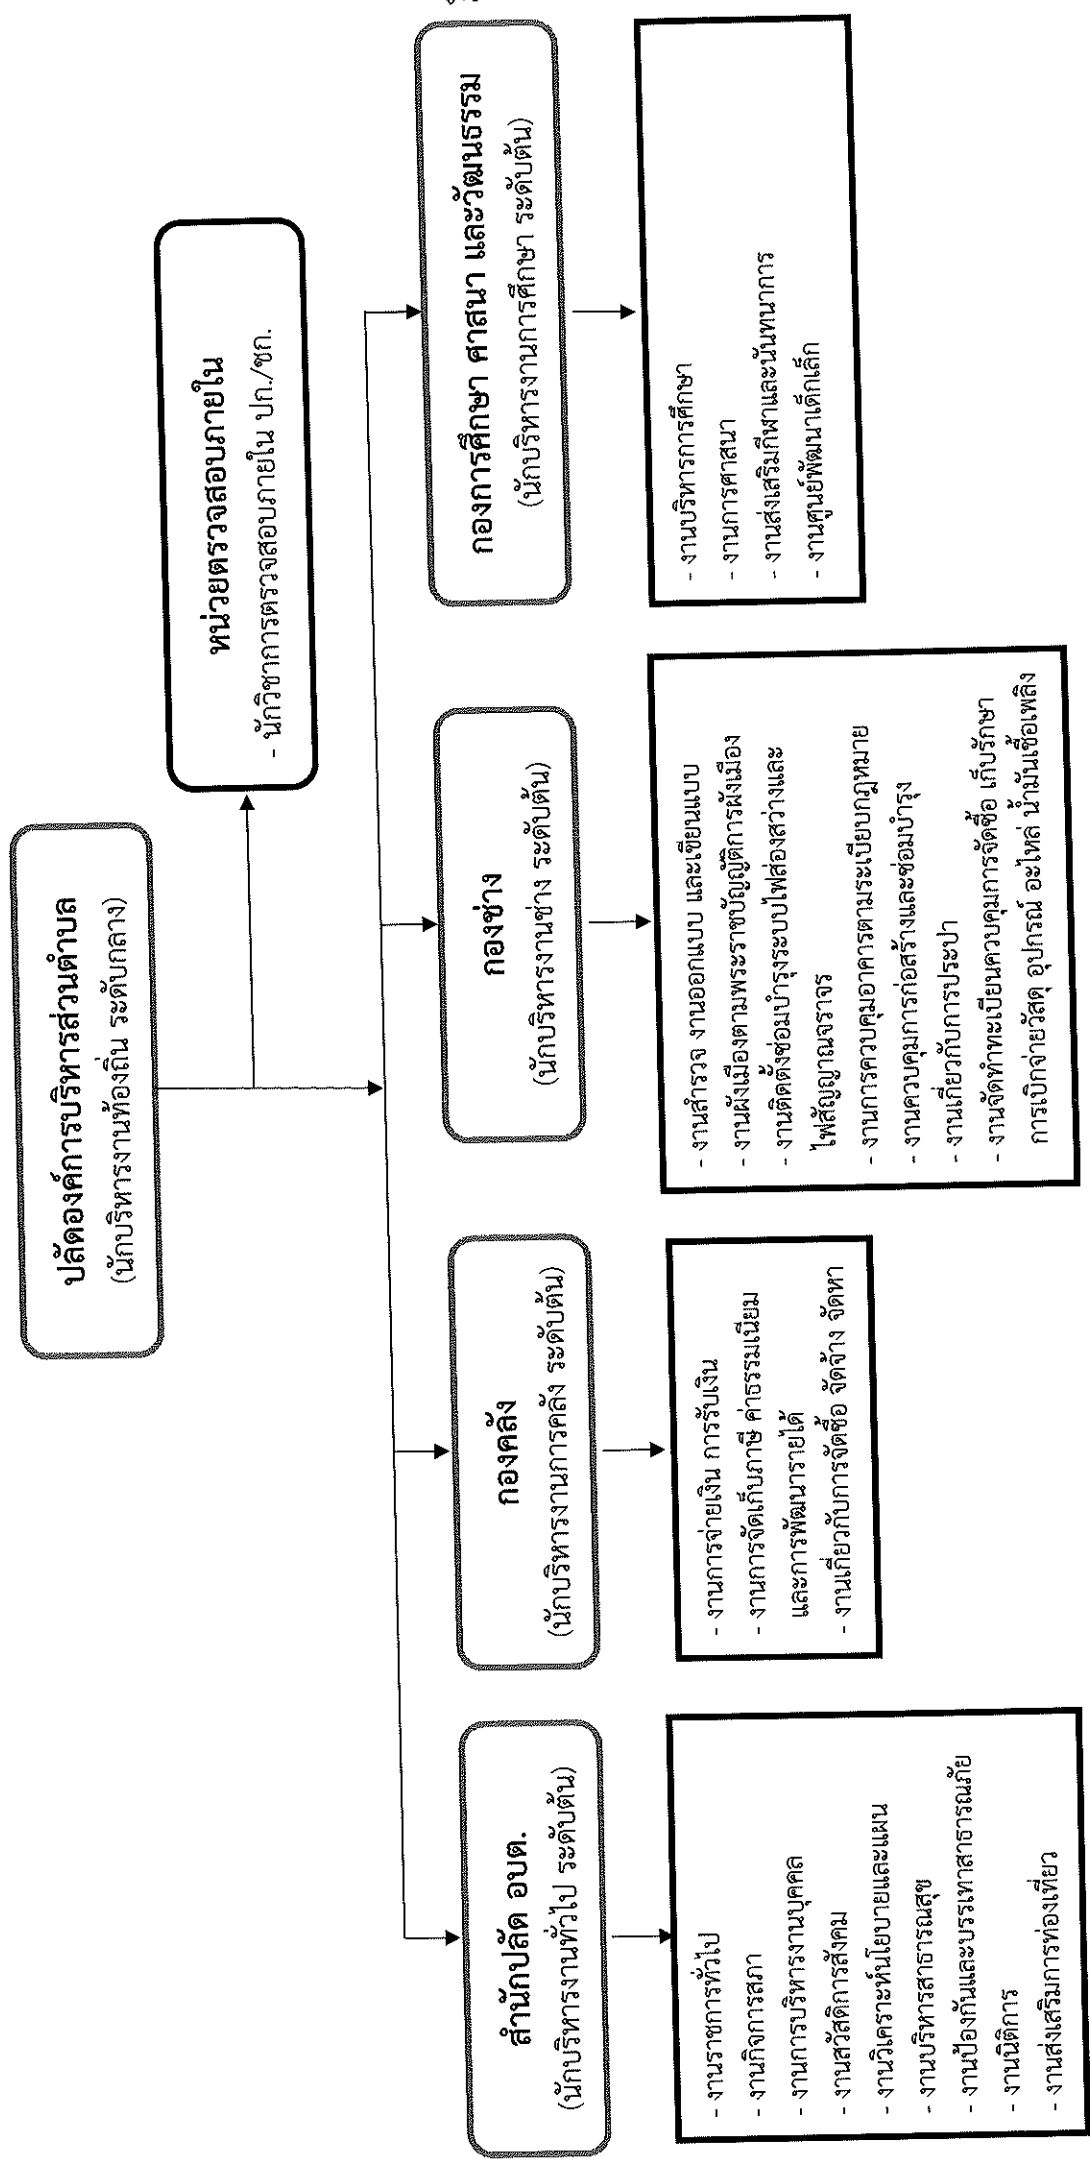 ปลัดองค์การบริหารส่วนตำบล
(นักบริหารงานท้องถิ่น ระดับกลาง)
หน่วยตรวจสอบภายใน
- นักวิชาการตรวจสอบภายใน ปก./ชก.
สำนักปลัด อบต.
(นักบริหารงานทั่วไป ระดับต้น)
- งานราชการทั่วไป
- งานกิจการสภา
- งานการบริหารงานบุคคล
- งานสวัสดิการสังคม
- งานวิเคราะห์นโยบายและแผน
- งานบริหารสาธารณสุข
- งานป้องกันและบรรเทาสาธารณภัย
- งานนิติการ
- งานส่งเสริมการท่องเที่ยว
กองคลัง
(นักบริหารงานการคลัง ระดับต้น)
- งานการจ่ายเงิน การรับเงิน
- งานการจัดเก็บภาษี ค่าธรรมเนียม
และการพัฒนารายได้
- งานเกี่ยวกับการจัดซื้อ จัดจ้าง จัดหา
กองช่าง
(นักบริหารงานช่าง ระดับต้น)
- งานสำรวจ งานออกแบบ และเขียนแบบ
- งานผังเมืองตามพระราชบัญญัติการผังเมือง
- งานติดตั้งซ่อมบำรุงระบบไฟส่องสว่างและ
ไฟสัญญาณจราจร
- งานการควบคุมอาคารตามระเบียบกฎหมาย
- งานควบคุมการก่อสร้างและซ่อมบำรุง
- งานเกี่ยวกับการประปา
- งานจัดทำทะเบียนควบคุมการจัดซื้อ เก็บรักษา
การเบิกจ่ายวัสดุ อุปกรณ์ อะไหล่ น้ำมันเชื้อเพลิง
กองการศึกษา ศาสนา และวัฒนธรรม
(นักบริหารงานการศึกษา ระดับต้น)
- งานบริหารการศึกษา
- งานการศาสนา
- งานส่งเสริมกีฬาและนันทนาการ
- งานศูนย์พัฒนาเด็กเล็ก